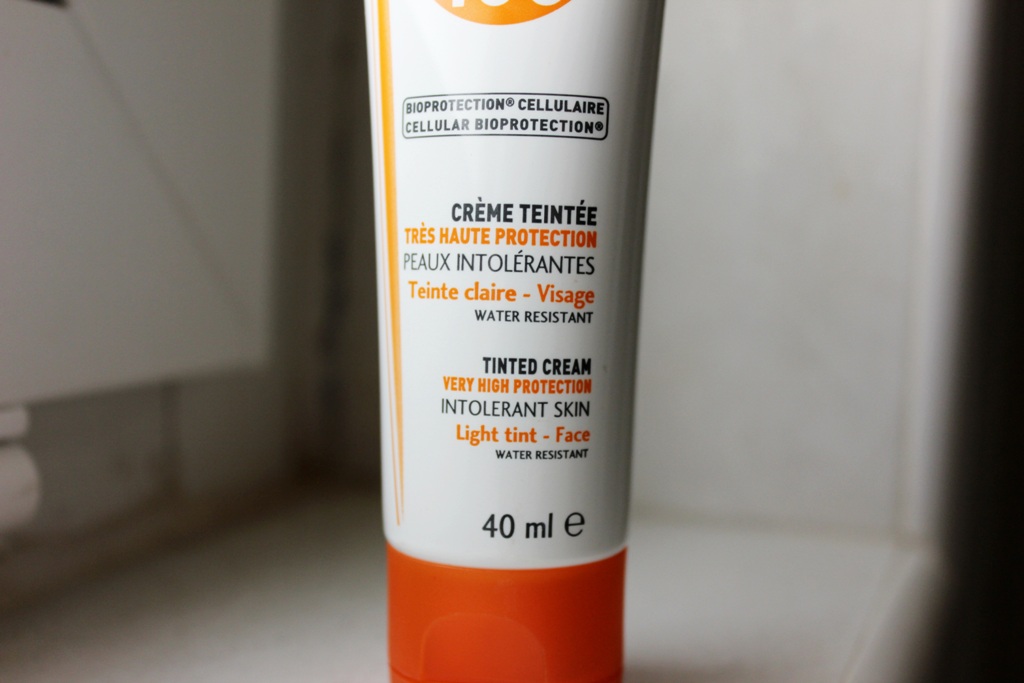 BIOPROTECTION® CELLULAIRE
CELLULAR BIOPROTECTION®
CRÈME TEINTÉE
TRÈS HAUTE PROTECTION
PEAUX INTOLÉRANTES
Teinte claire - Visage
WATER RESISTANT
TINTED CREAM
VERY HIGH PROTECTION
INTOLERANT SKIN
Light tint - Face
WATER RESISTANT
40 ml ℮